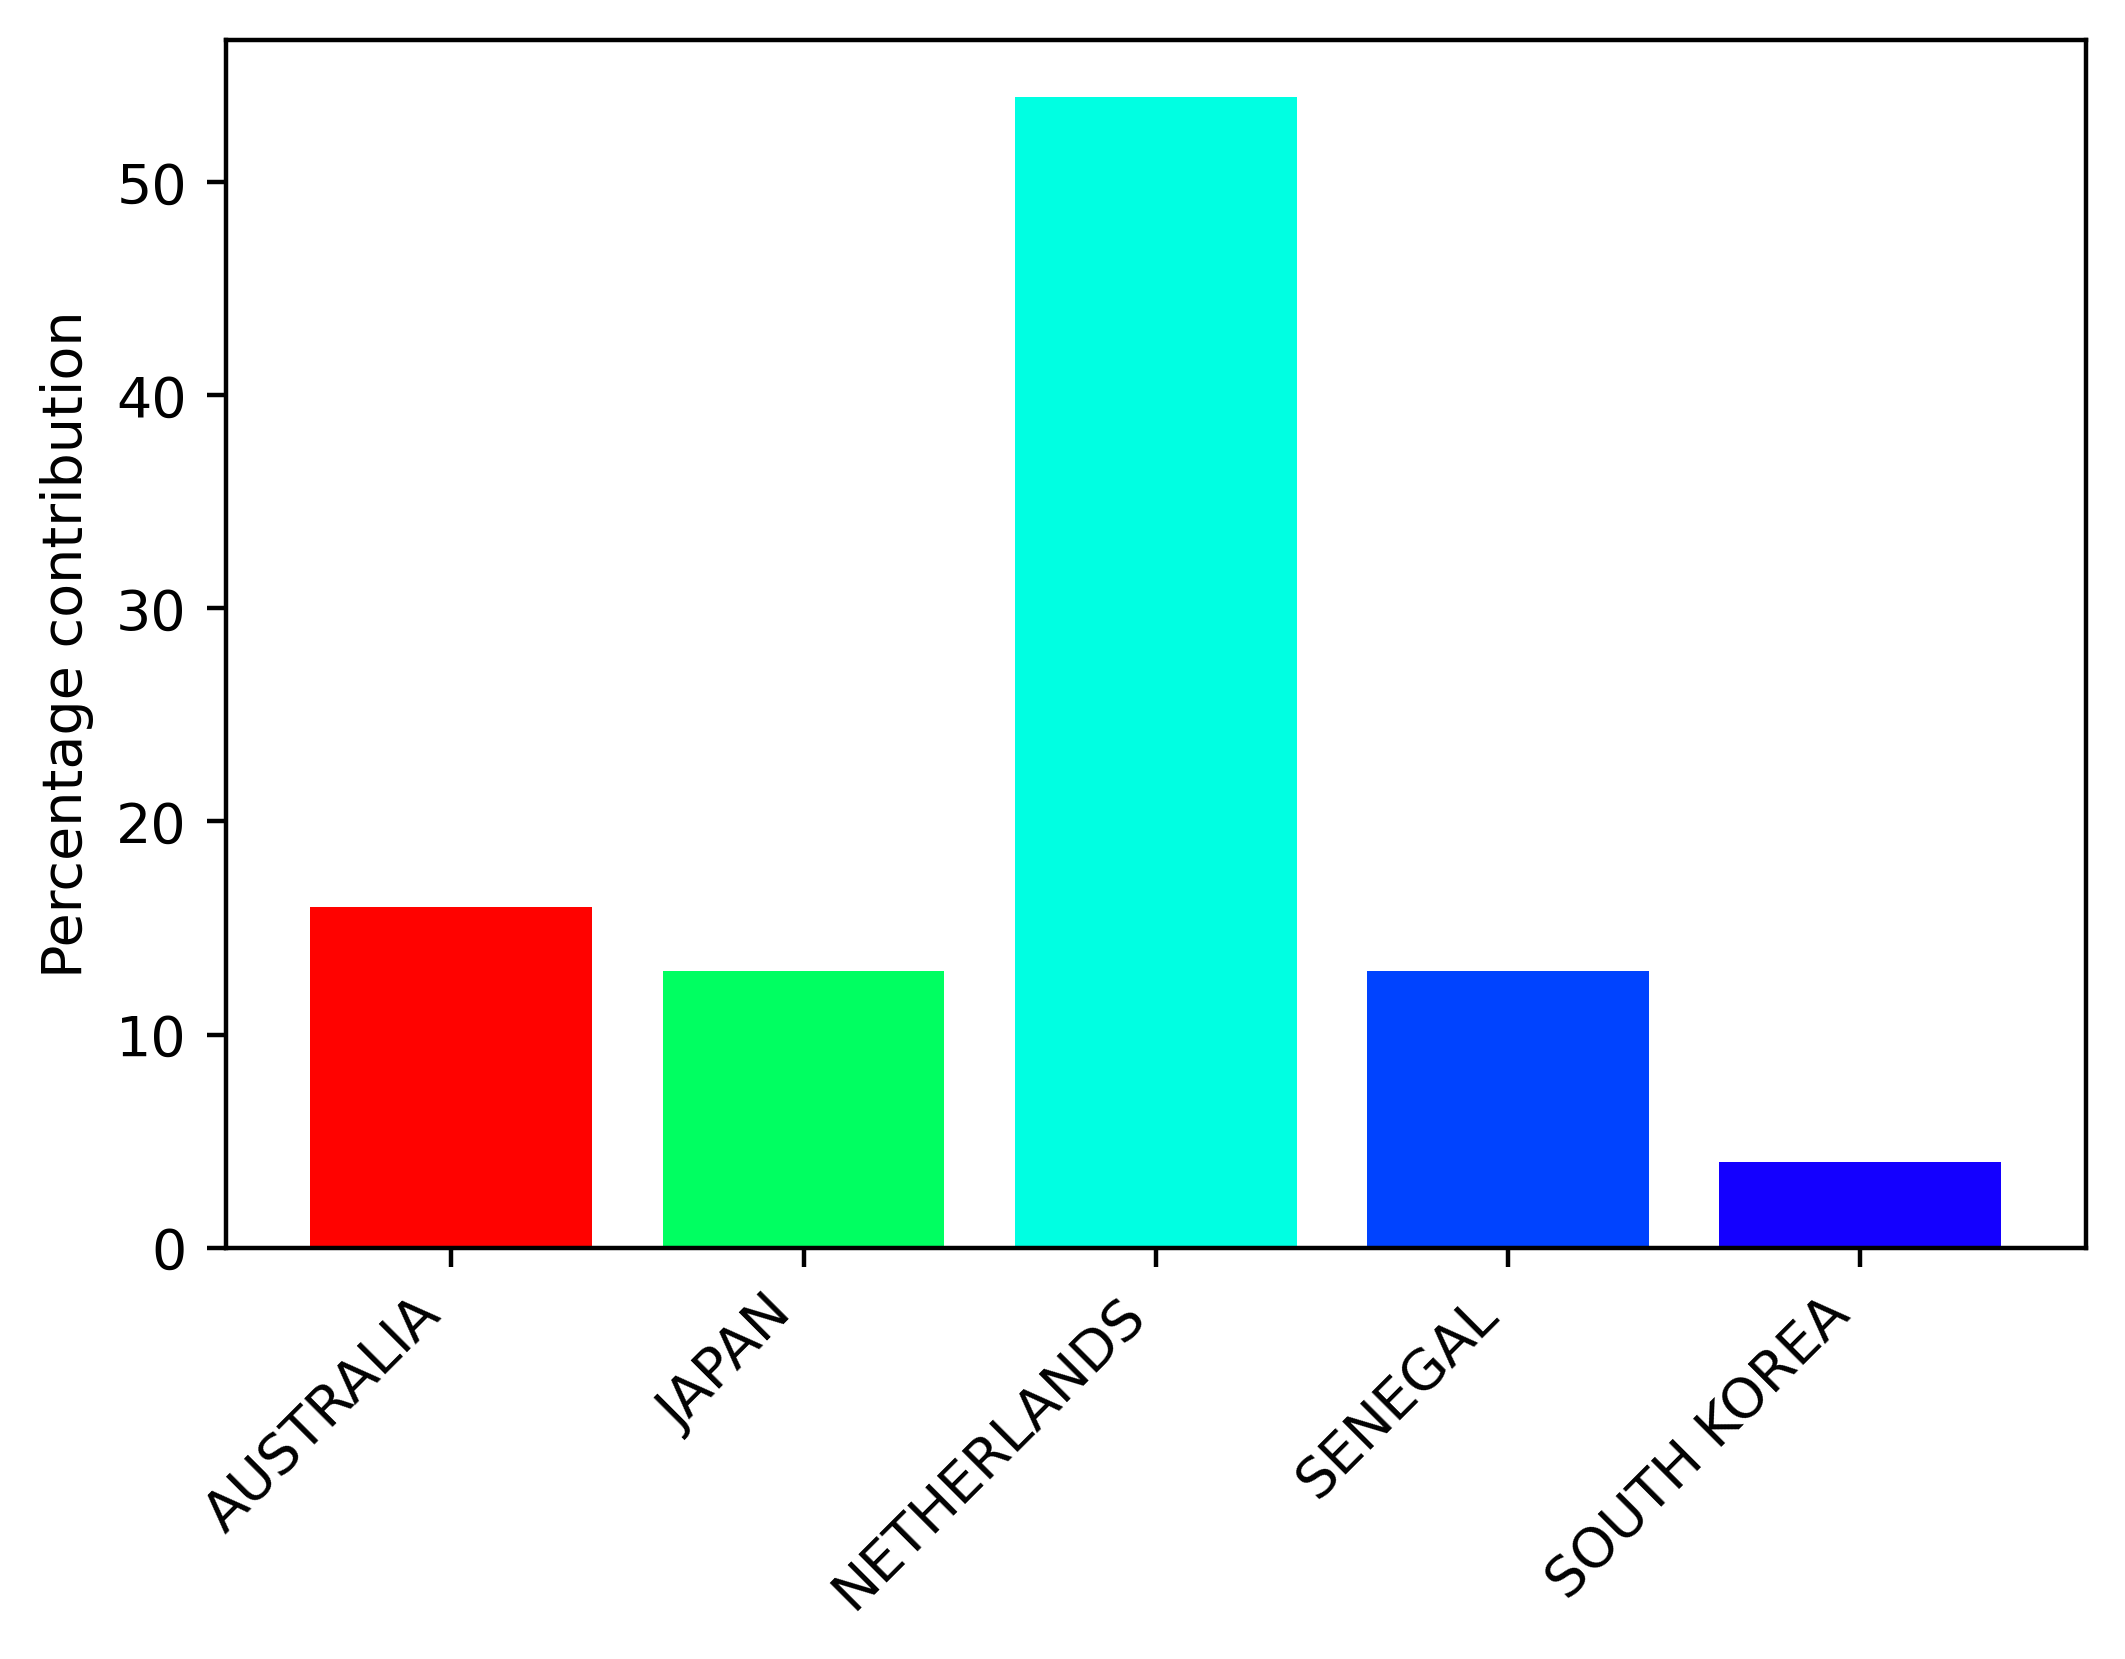 Percentage contribution
50
40
30
20
10
0
AUSTRALIA
JAPAN
NETHERLANDS
SENEGAL
SOUTH KOREA